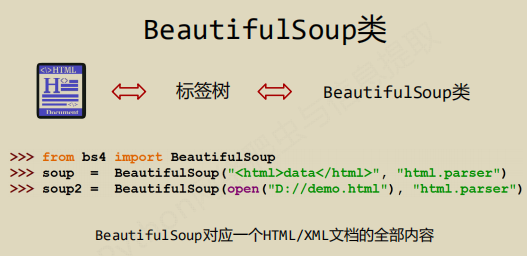 BeautifulSoup类
<\>HTML
H
Document
标签树
BeautifulSoup类
>>> from bs4 import BeautifulSoup
>>> soup  =  BeautifulSoup("<html>data</html>", "html.parser")
>>> soup2 =  BeautifulSoup(open("D://demo.html"), "html.parser")
BeautifulSoup对应一个HTML/XML文档的全部内容